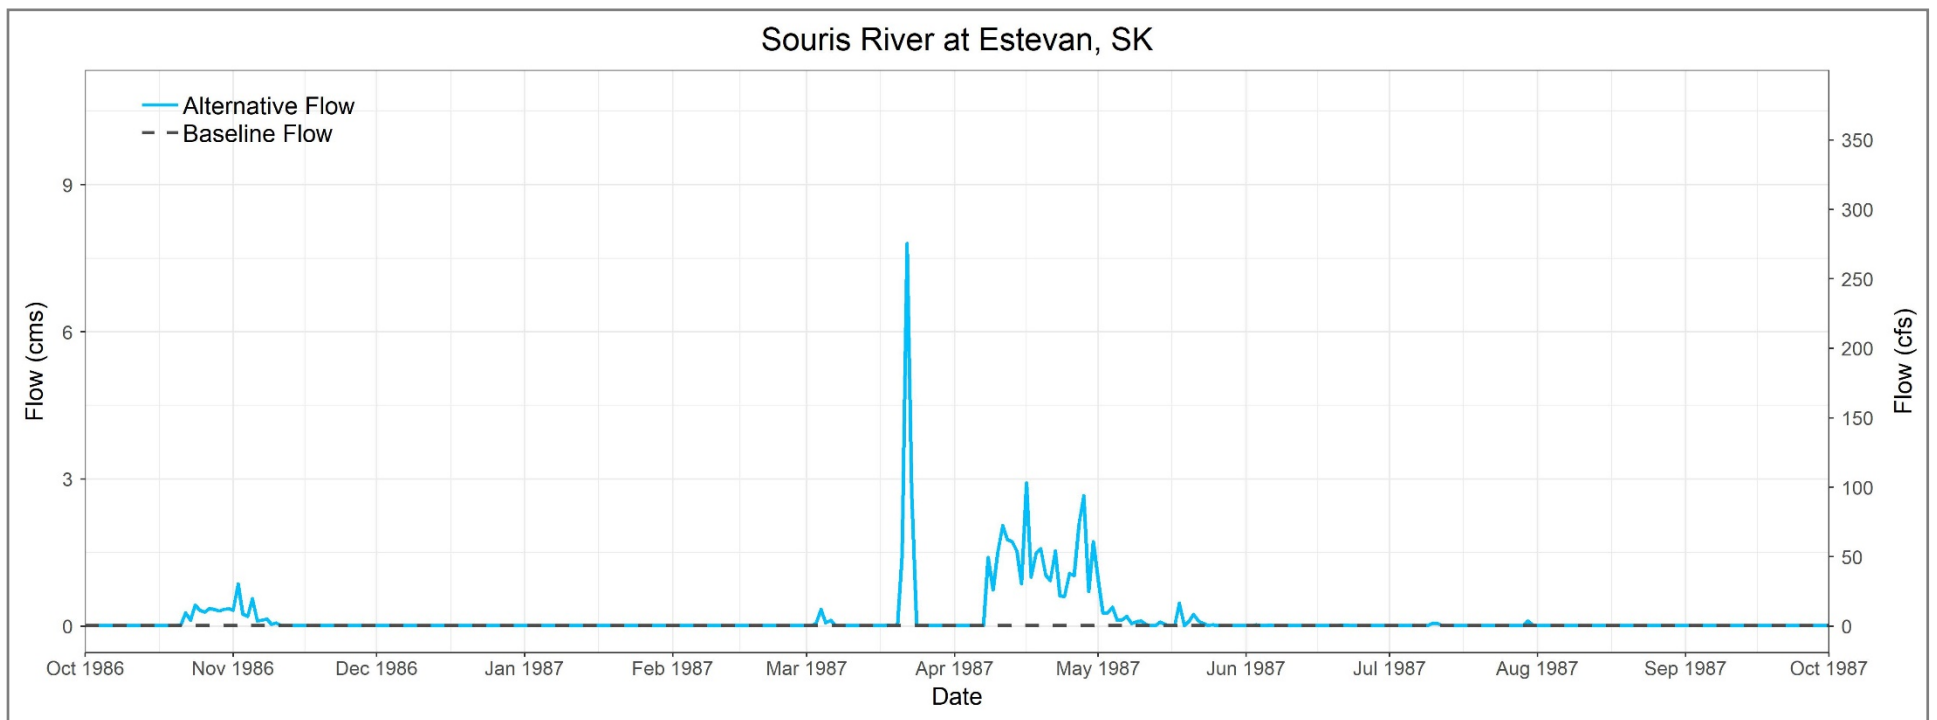 Souris River at Estevan, SK
Alternative Flow
Baseline Flow
Flow (cms)
9
6
3
0
350
300
250
200
150
100
50
0
Flow (cfs)
Oct 1986 Nov 1986 Dec 1986 Jan 1987 Feb 1987 Mar 1987 Apr 1987 May 1987 Jun 1987 Jul 1987 Aug 1987 Sep 1987 Oct 1987
Date